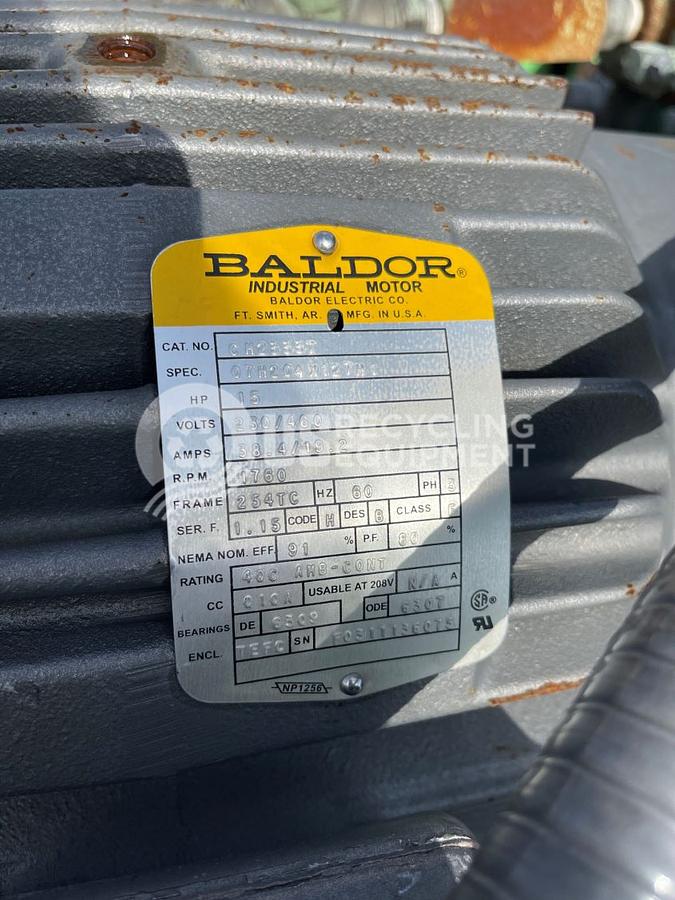 BALDOR®
INDUSTRIAL MOTOR
BALDOR ELECTRIC CO.
FT. SMITH, AR. MFG. IN U.S.A.
CAT. NO.
SPEC.
HP 15
VOLTS 230/460
AMPS 38.4/19.2
R.P.M. 1760
FRAME 254TC HZ 60 PH 3
SER. F. 1.15 CODE H DES B CLASS F
NEMA NOM. EFF. 91 % P.F. %
RATING 40C AMB-CONT
CC 010A USABLE AT 208V N/A A
BEARINGS DE ODE 6307
ENCL. TEFC SN
NP1256
RECYCLING
EQUIPMENT